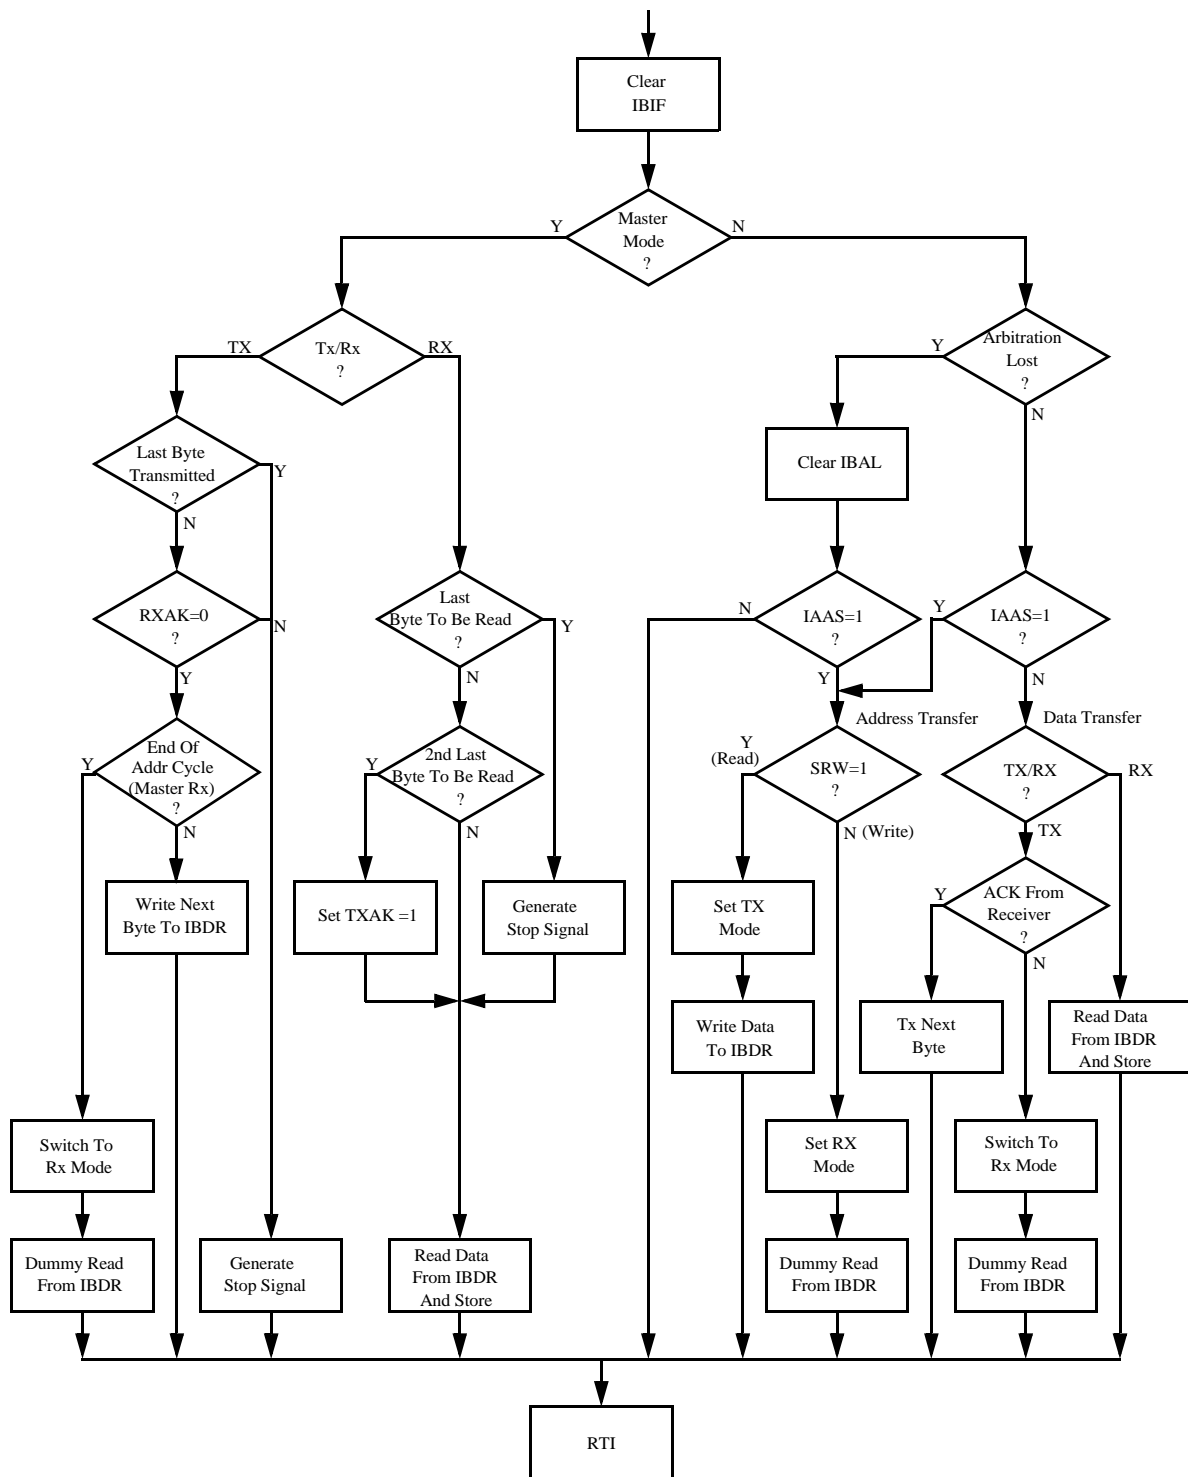 Clear
IBIF
Master
Mode
?
Y
N
Tx/Rx
?
TX
RX
Arbitration
Lost
?
Y
N
Last Byte
Transmitted
?
Y
N
Clear IBAL
RXAK=0
?
N
Y
Last
Byte To Be Read
?
Y
N
IAAS=1
?
N
Y
IAAS=1
?
Y
N
Address Transfer
Data Transfer
End Of
Addr Cycle
(Master Rx)
?
Y
N
2nd Last
Byte To Be Read
?
Y
N
Y
(Read)
SRW=1
?
N (Write)
TX/RX
?
RX
TX
Write Next
Byte To IBDR
Set TXAK =1
Generate
Stop Signal
Set TX
Mode
Y
ACK From
Receiver
?
N
Write Data
To IBDR
Tx Next
Byte
Read Data
From IBDR
And Store
Switch To
Rx Mode
Set RX
Mode
Switch To
Rx Mode
Dummy Read
From IBDR
Generate
Stop Signal
Read Data
From IBDR
And Store
Dummy Read
From IBDR
Dummy Read
From IBDR
RTI